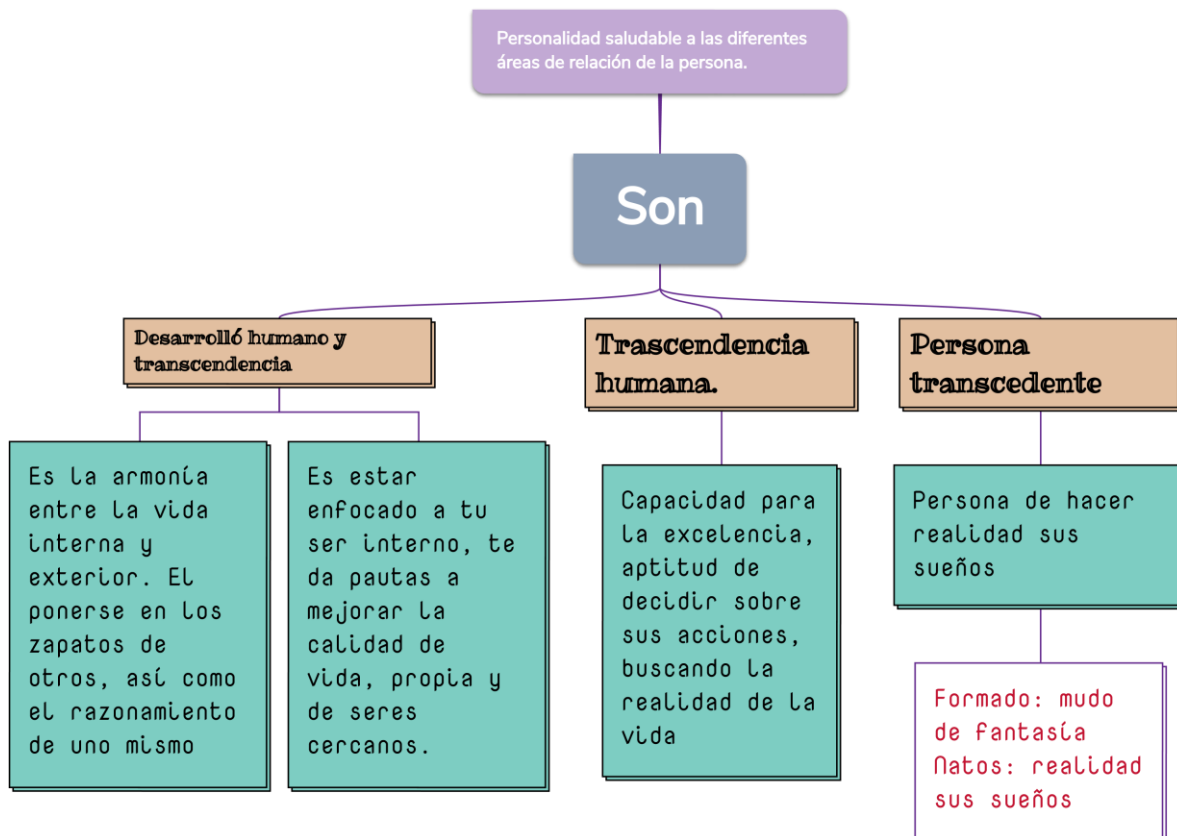 Personalidad saludable a las diferentes
áreas de relación de la persona.
Son
Desarrolló humano y
transcendencia
Es la armonía
entre la vida
interna y
exterior. El
ponerse en los
zapatos de
otros, así como
el razonamiento
de uno mismo
Es estar
enfocado a tu
ser interno, te
da pautas a
mejorar la
calidad de
vida, propia y
de seres
cercanos.
Trascendencia
humana.
Capacidad para
la excelencia,
aptitud de
decidir sobre
sus acciones,
buscando la
realidad de la
vida
Persona
transcedente
Persona de hacer
realidad sus
sueños
Formado: mudo
de fantasía
Natos: realidad
sus sueños